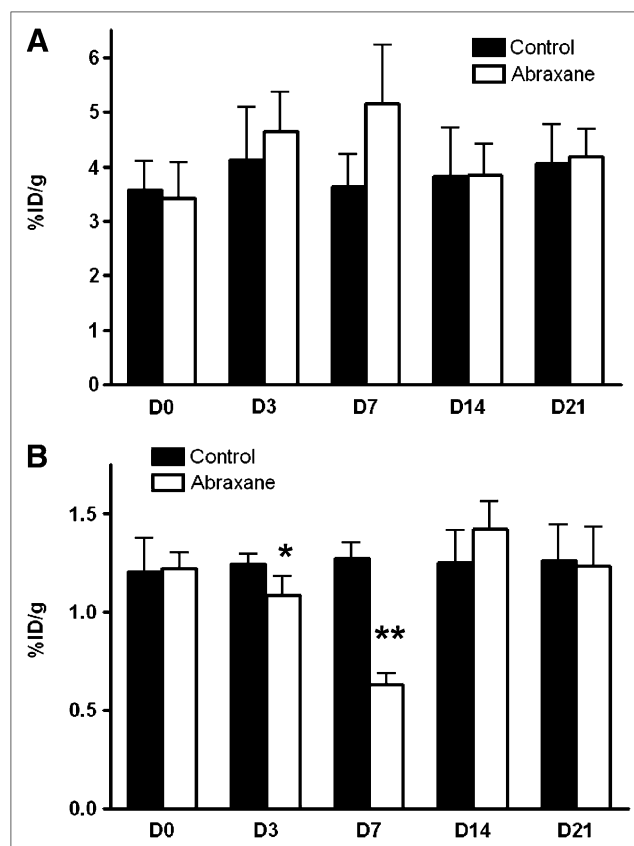 A
Control
Abraxane
%ID/g
6
5
4
3
2
1
0
D0 D3 D7 D14 D21
B
Control
Abraxane
%ID/g
1.5
1.0
0.5
0.0
*
**
D0 D3 D7 D14 D21